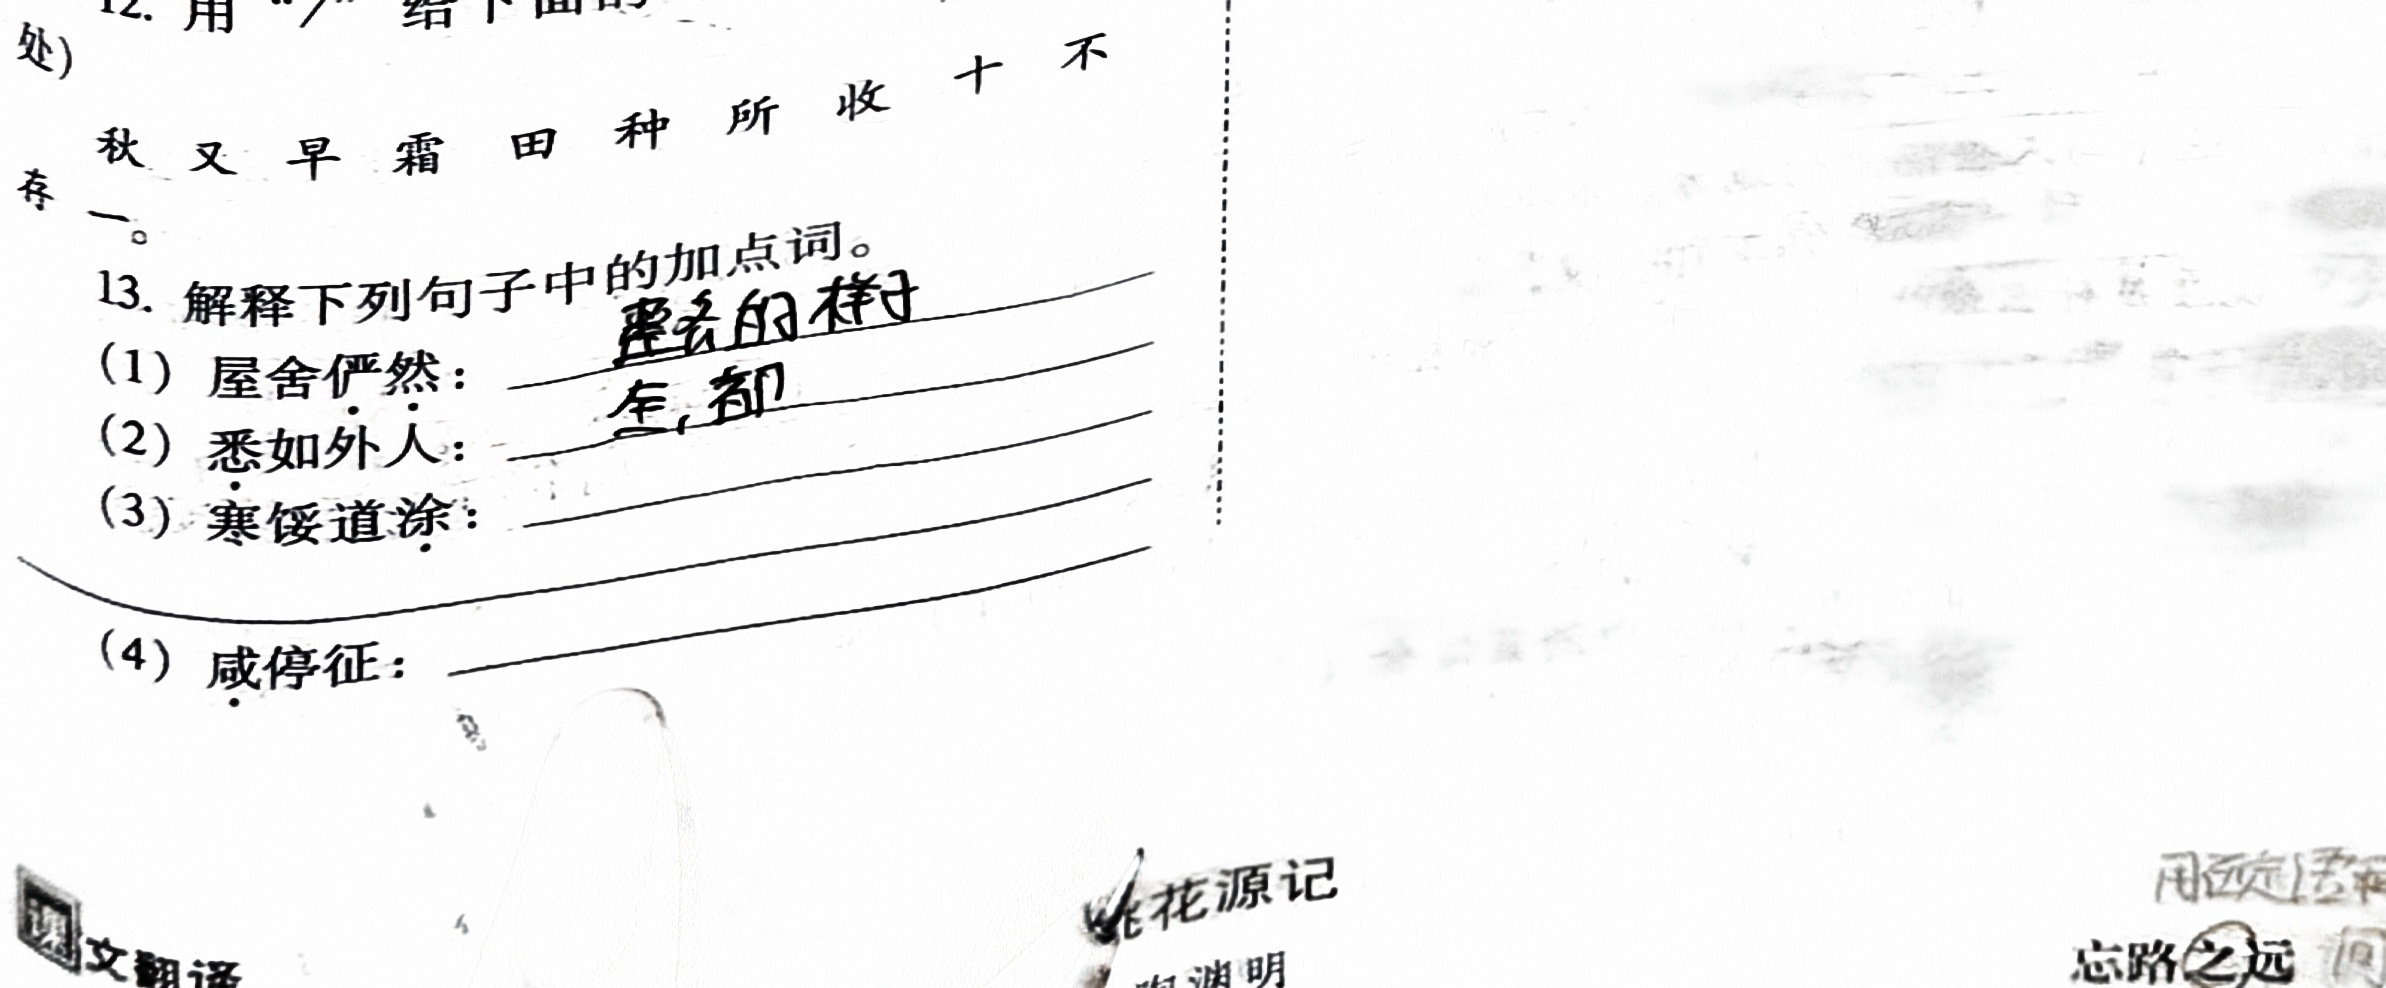 12. 用“/”给下面的
处)
秋又早霜田种所收十不
存一。
13. 解释下列句子中的加点词。
(1) 屋舍俨然： 整齐的样子
(2) 悉如外人： 全,都
(3) 寒馁道涂：
(4) 咸停征：
课文翻译
桃花源记
陶渊明
忘路之远